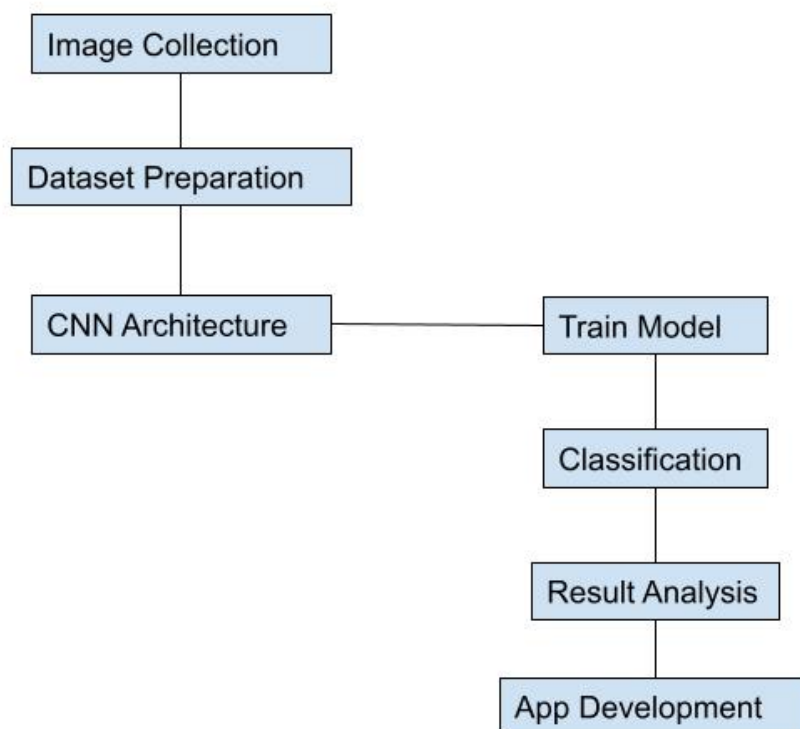 Image Collection
Dataset Preparation
CNN Architecture
Train Model
Classification
Result Analysis
App Development